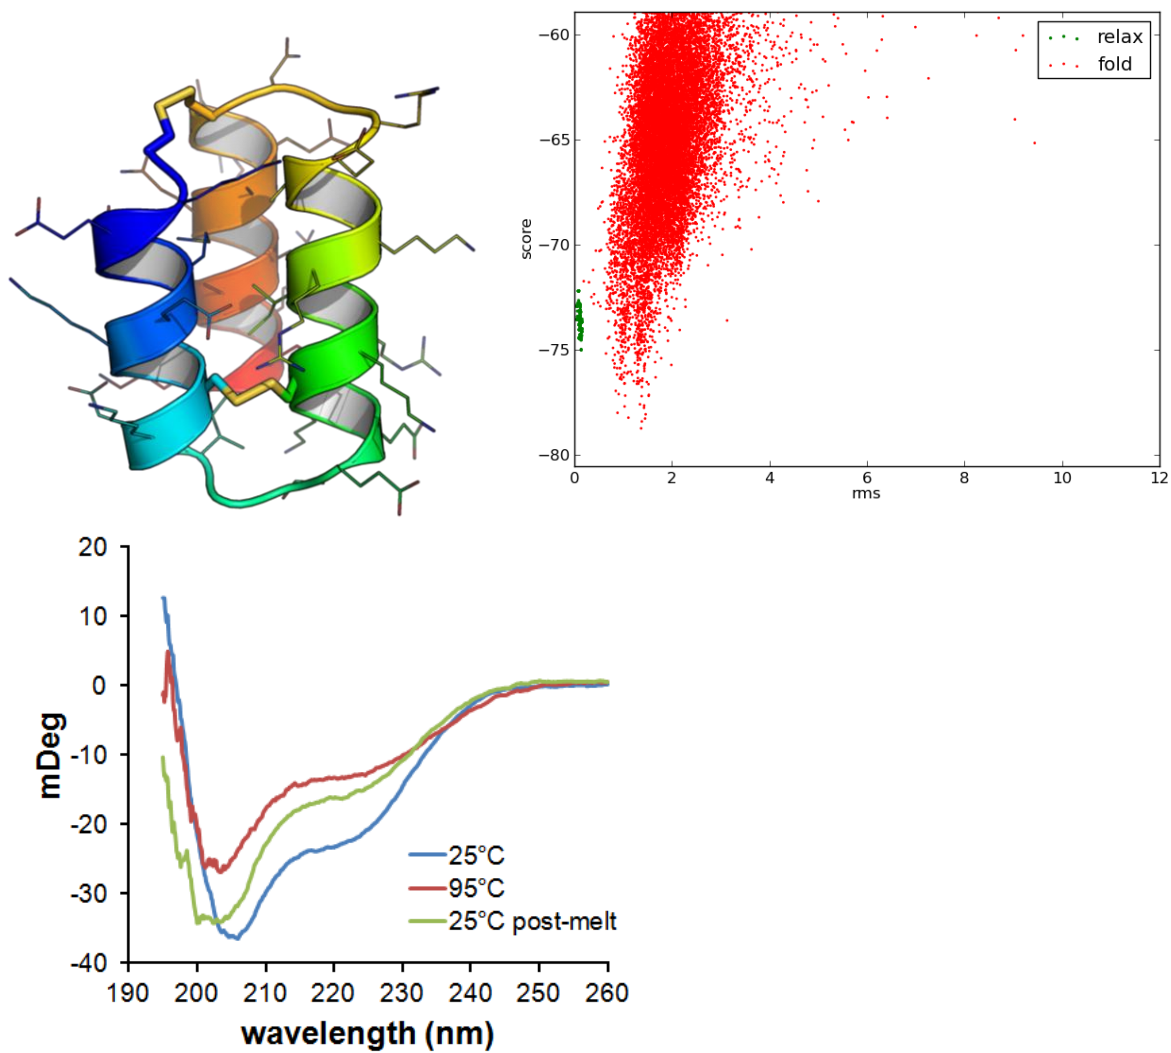 −60
−65
−70
−75
−80
score
0 2 4 6 8 10 12
rms
relax
fold
20
10
0
-10
-20
-30
-40
mDeg
190 200 210 220 230 240 250 260
wavelength (nm)
25°C
95°C
25°C post-melt